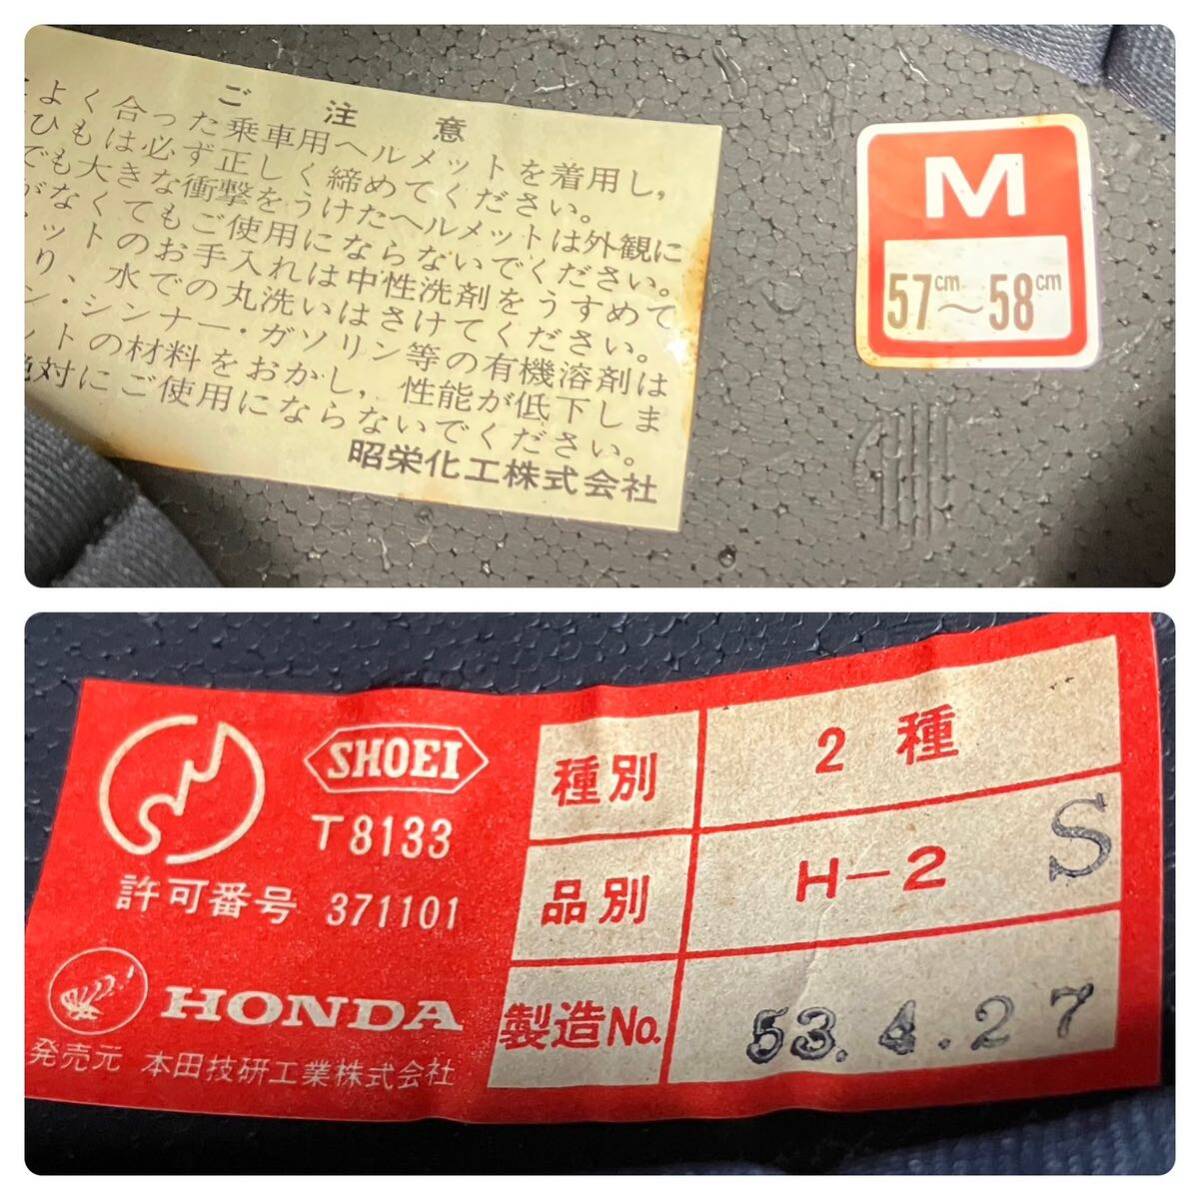 ご注意
よく合った乗車用ヘルメットを着用し,
ひもは必ず正しく締めてください。
でも大きな衝撃をうけたヘルメットは外観に
がなくてもご使用にならないでください。
ットのお手入れは中性洗剤をうすめて
り、水での丸洗いはさけてください。
ン・シンナー・ガソリン等の有機溶剤は
ットの材料をおかし,性能が低下しま
対にご使用にならないでください。
昭栄化工株式会社
M
57cm～58cm
SHOEI
T8133
許可番号 371101
HONDA
発売元 本田技研工業株式会社
種別 2種
品別 H-2 S
製造No. 53.4.27